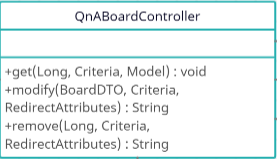 QnABoardController
+get(Long, Criteria, Model) : void
+modify(BoardDTO, Criteria,
RedirectAttributes) : String
+remove(Long, Criteria,
RedirectAttributes) : String